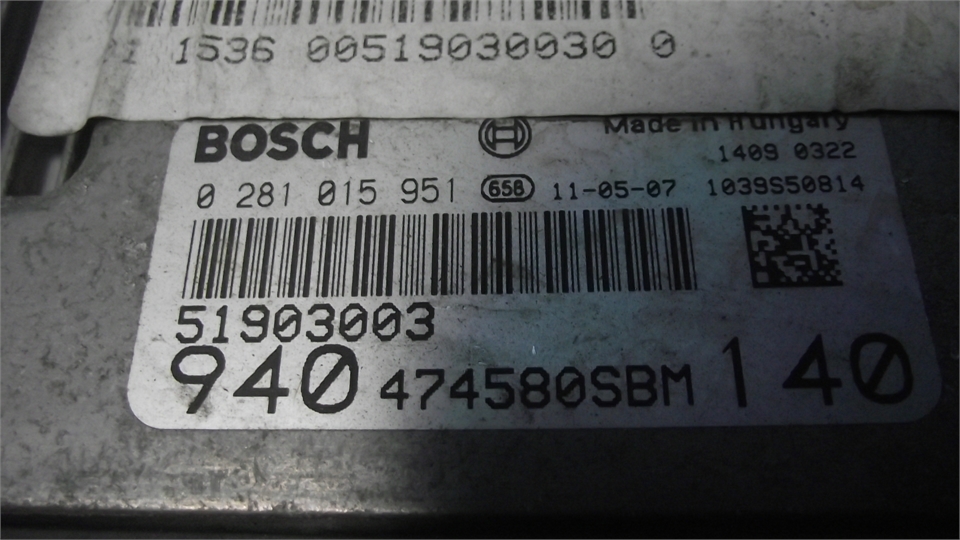 1536 00519030030 0
BOSCH Made in Hungary
1409 0322
0 281 015 951 658 11-05-07 1039S50814
51903003
940 474580SBM 140